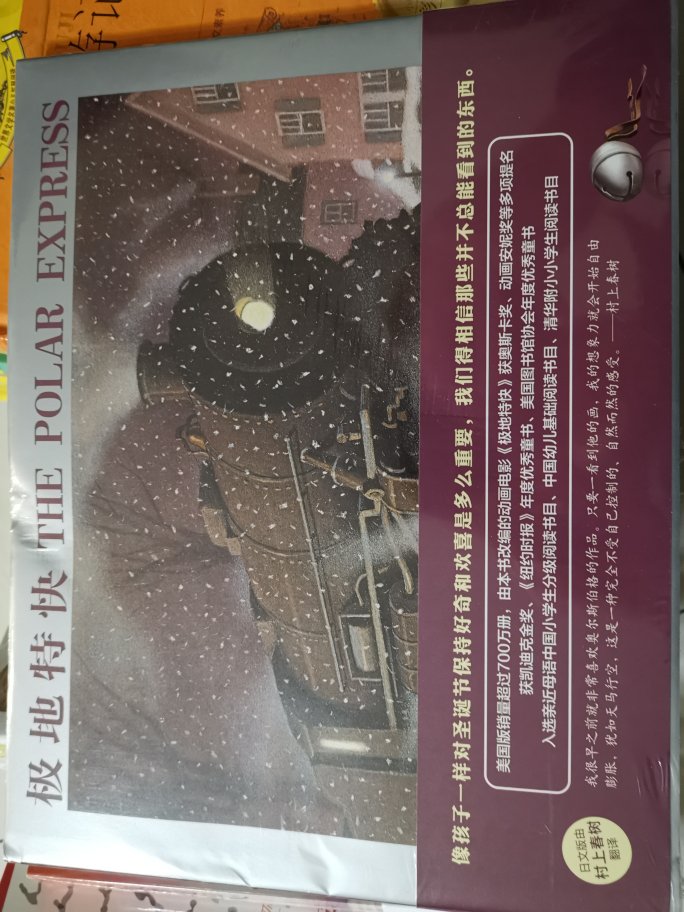 极地特快 THE POLAR EXPRESS
像孩子一样对圣诞节保持好奇和欢喜是多么重要，我们得相信那些并不总能看到的东西。
美国版销量超过700万册，由本书改编的动画电影《极地特快》获奥斯卡奖、动画安妮奖等多项提名
获凯迪克金奖、《纽约时报》年度优秀童书、美国图书馆协会年度优秀童书
入选亲近母语中国小学生分级阅读书目、中国幼儿基础阅读书目、清华附小小学生阅读书目
我很早之前就非常喜欢奥尔斯伯格的作品。只要一看到他的画，我的想象力就会开始自由
膨胀，犹如天马行空，这是一种完全不受自己控制的、自然而然的感受。——村上春树
日文版由
村上春树
翻译